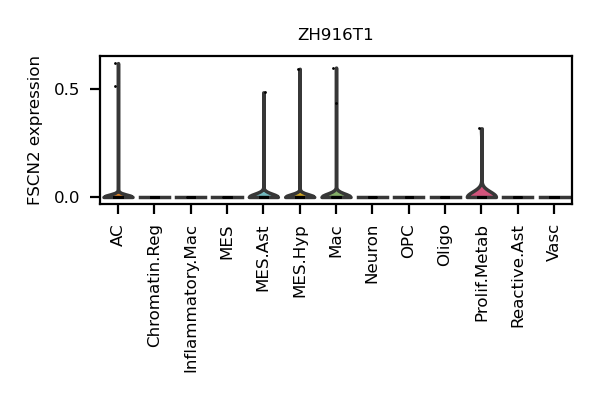 ZH916T1
FSCN2 expression
0.5
0.0
AC
Chromatin.Reg
Inflammatory.Mac
MES
MES.Ast
MES.Hyp
Mac
Neuron
OPC
Oligo
Prolif.Metab
Reactive.Ast
Vasc